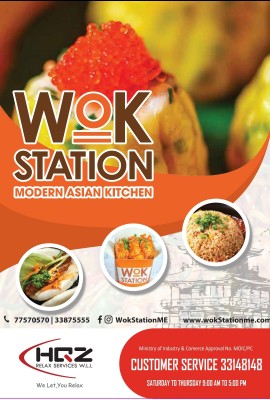 WOK
STATION
MODERN ASIAN KITCHEN
WOK
STATION
77570570 | 33875555 | WokStationME — www.wokStationme.com
HQZ
RELAX SERVICES W.L.L
We Let,You Relax
Ministry of Industry & Comerce Approval No. MOIC/PC
CUSTOMER SERVICE 33148148
SATURDAY TO THURSDAY 9:00 AM TO 5:00 PM